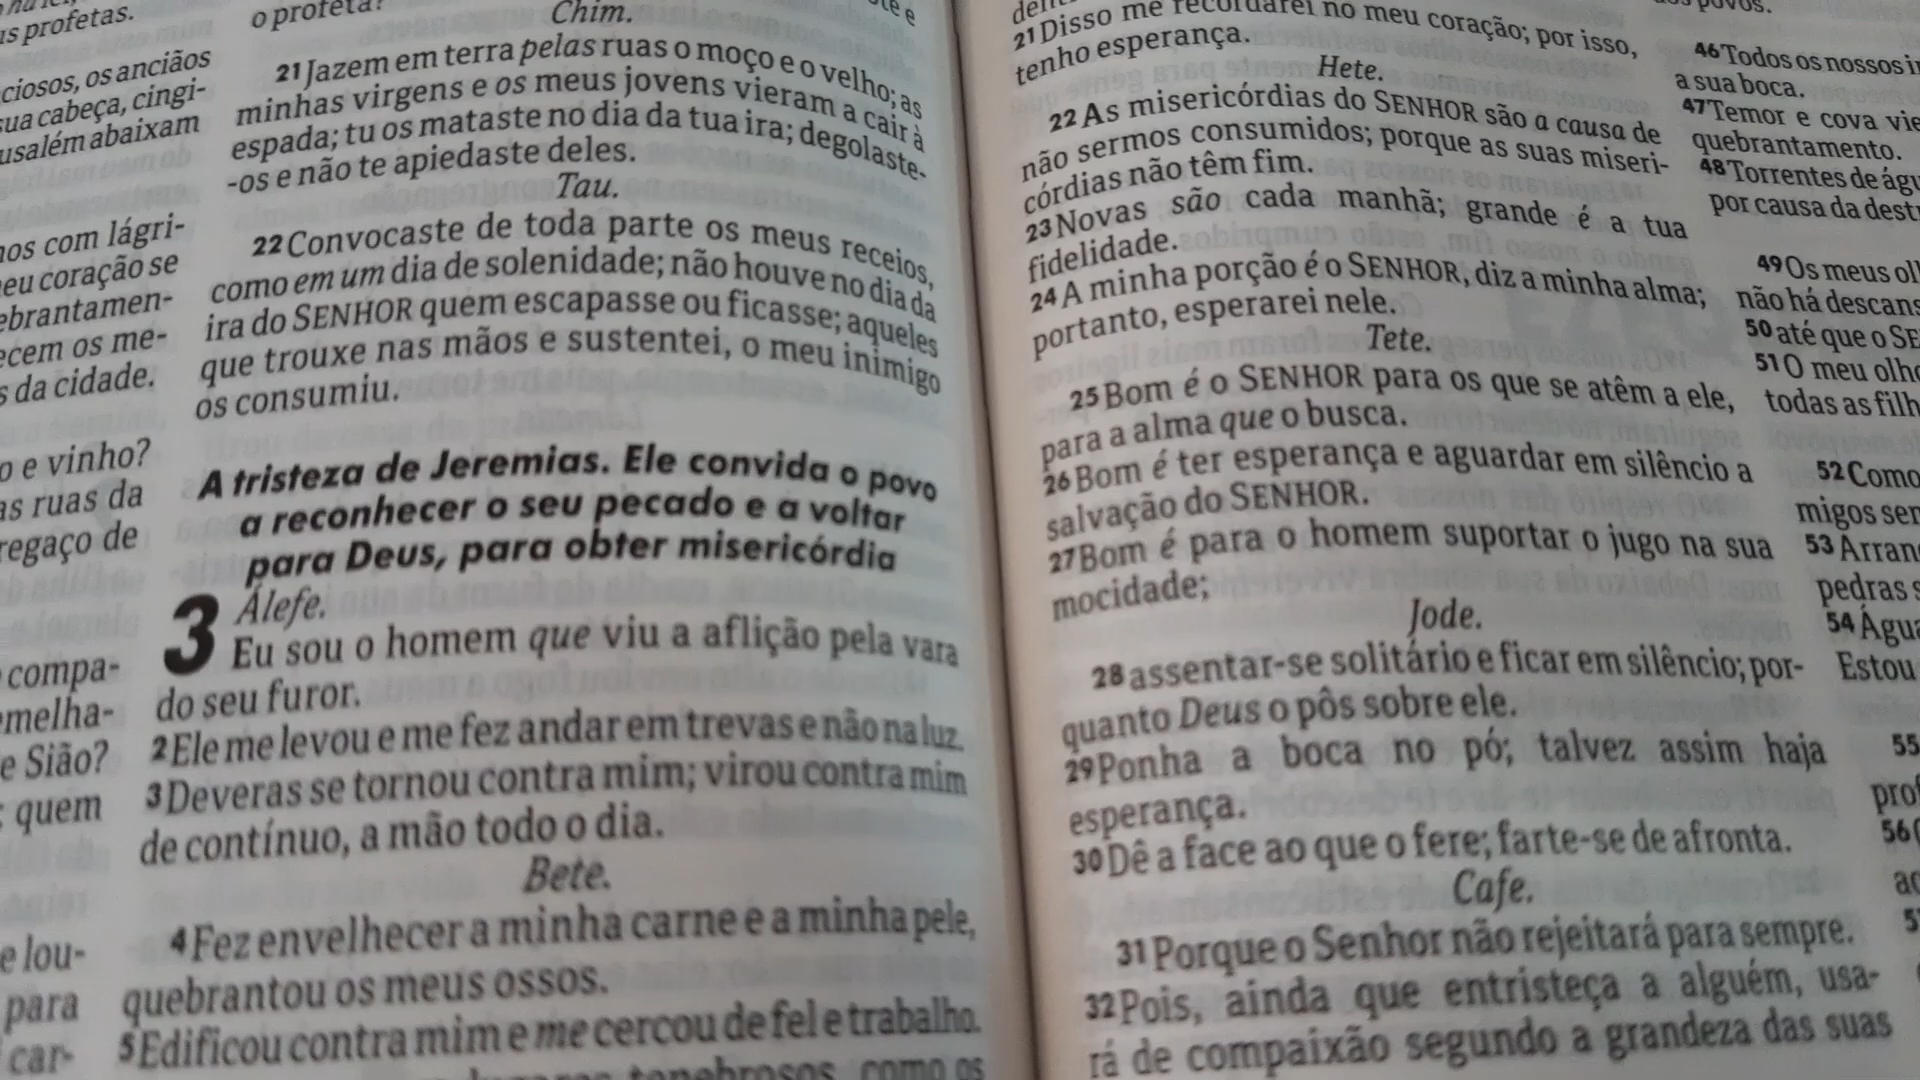 us profetas.
ciosos, os anciãos
sua cabeça, cingi-
usalém abaixam
com lágri-
eu coração se
ebrantamen-
ecem os me-
s da cidade.
o e vinho?
as ruas da
regaço de
compa-
melha-
e Sião?
quem
e lou-
para
car-
o profeta?
Chim.
21 Jazem em terra pelas ruas o moço e o velho; as
minhas virgens e os meus jovens vieram a cair à
espada; tu os mataste no dia da tua ira; degolaste-
-os e não te apiedaste deles.
Tau.
22 Convocaste de toda parte os meus receios,
como em um dia de solenidade; não houve no dia da
ira do SENHOR quem escapasse ou ficasse; aqueles
que trouxe nas mãos e sustentei, o meu inimigo
os consumiu.
A tristeza de Jeremias. Ele convida o povo
a reconhecer o seu pecado e a voltar
para Deus, para obter misericórdia
3 Álefe.
Eu sou o homem que viu a aflição pela vara
do seu furor.
2 Ele me levou e me fez andar em trevas e não na luz.
3 Deveras se tornou contra mim; virou contra mim
de contínuo, a mão todo o dia.
Bete.
4 Fez envelhecer a minha carne e a minha pele,
quebrantou os meus ossos.
5 Edificou contra mim e me cercou de fel e trabalho.
tenebrosos, como os
21 Disso me recordarei no meu coração; por isso,
tenho esperança.
Hete.
22 As misericórdias do SENHOR são a causa de
não sermos consumidos; porque as suas miseri-
córdias não têm fim.
23 Novas são cada manhã; grande é a tua
fidelidade.
24 A minha porção é o SENHOR, diz a minha alma;
portanto, esperarei nele.
Tete.
25 Bom é o SENHOR para os que se atêm a ele,
para a alma que o busca.
26 Bom é ter esperança e aguardar em silêncio a
salvação do SENHOR.
27 Bom é para o homem suportar o jugo na sua
mocidade;
Jode.
28 assentar-se solitário e ficar em silêncio; por-
quanto Deus o pôs sobre ele.
29 Ponha a boca no pó; talvez assim haja
esperança.
30 Dê a face ao que o fere; farte-se de afronta.
Cafe.
31 Porque o Senhor não rejeitará para sempre.
32 Pois, ainda que entristeça a alguém, usa-
rá de compaixão segundo a grandeza das suas
povos.
46 Todos os nossos
a sua boca.
47 Temor e cova vie
quebrantamento.
48 Torrentes de águ
por causa da dest
49 Os meus ol
não há descans
50 até que o SE
51 O meu olho
todas as filh
52 Como
migos ser
53 Arran
pedras s
54 Água
Estou
55
prof
56
57